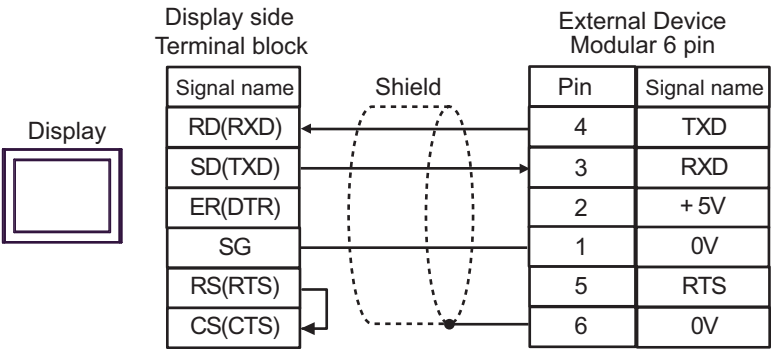 Display side
Terminal block
External Device
Modular 6 pin
Signal name
Shield
Pin
Signal name
Display
RD(RXD)
4
TXD
SD(TXD)
3
RXD
ER(DTR)
2
+5V
SG
1
0V
RS(RTS)
5
RTS
CS(CTS)
6
0V